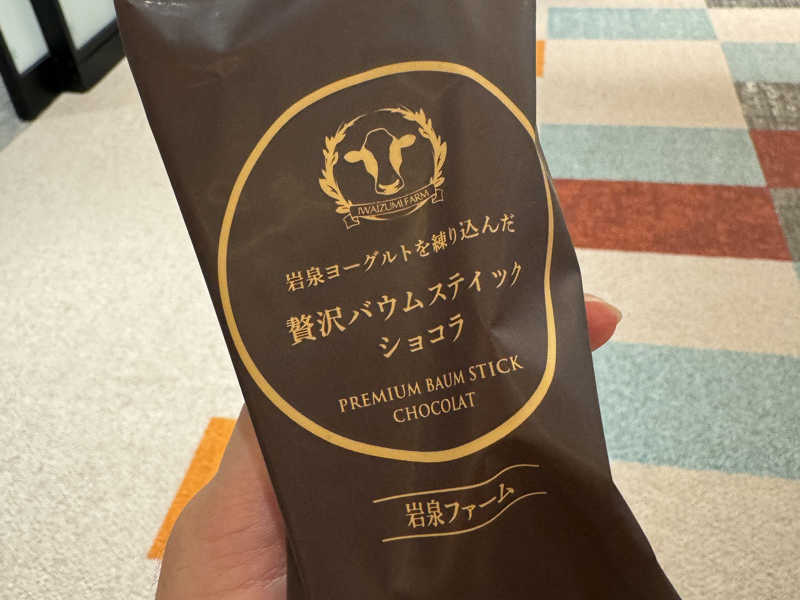 IWAIZUMI FARM
岩泉ヨーグルトを練り込んだ
贅沢バウムスティック
ショコラ
PREMIUM BAUM STICK
CHOCOLAT
岩泉ファーム